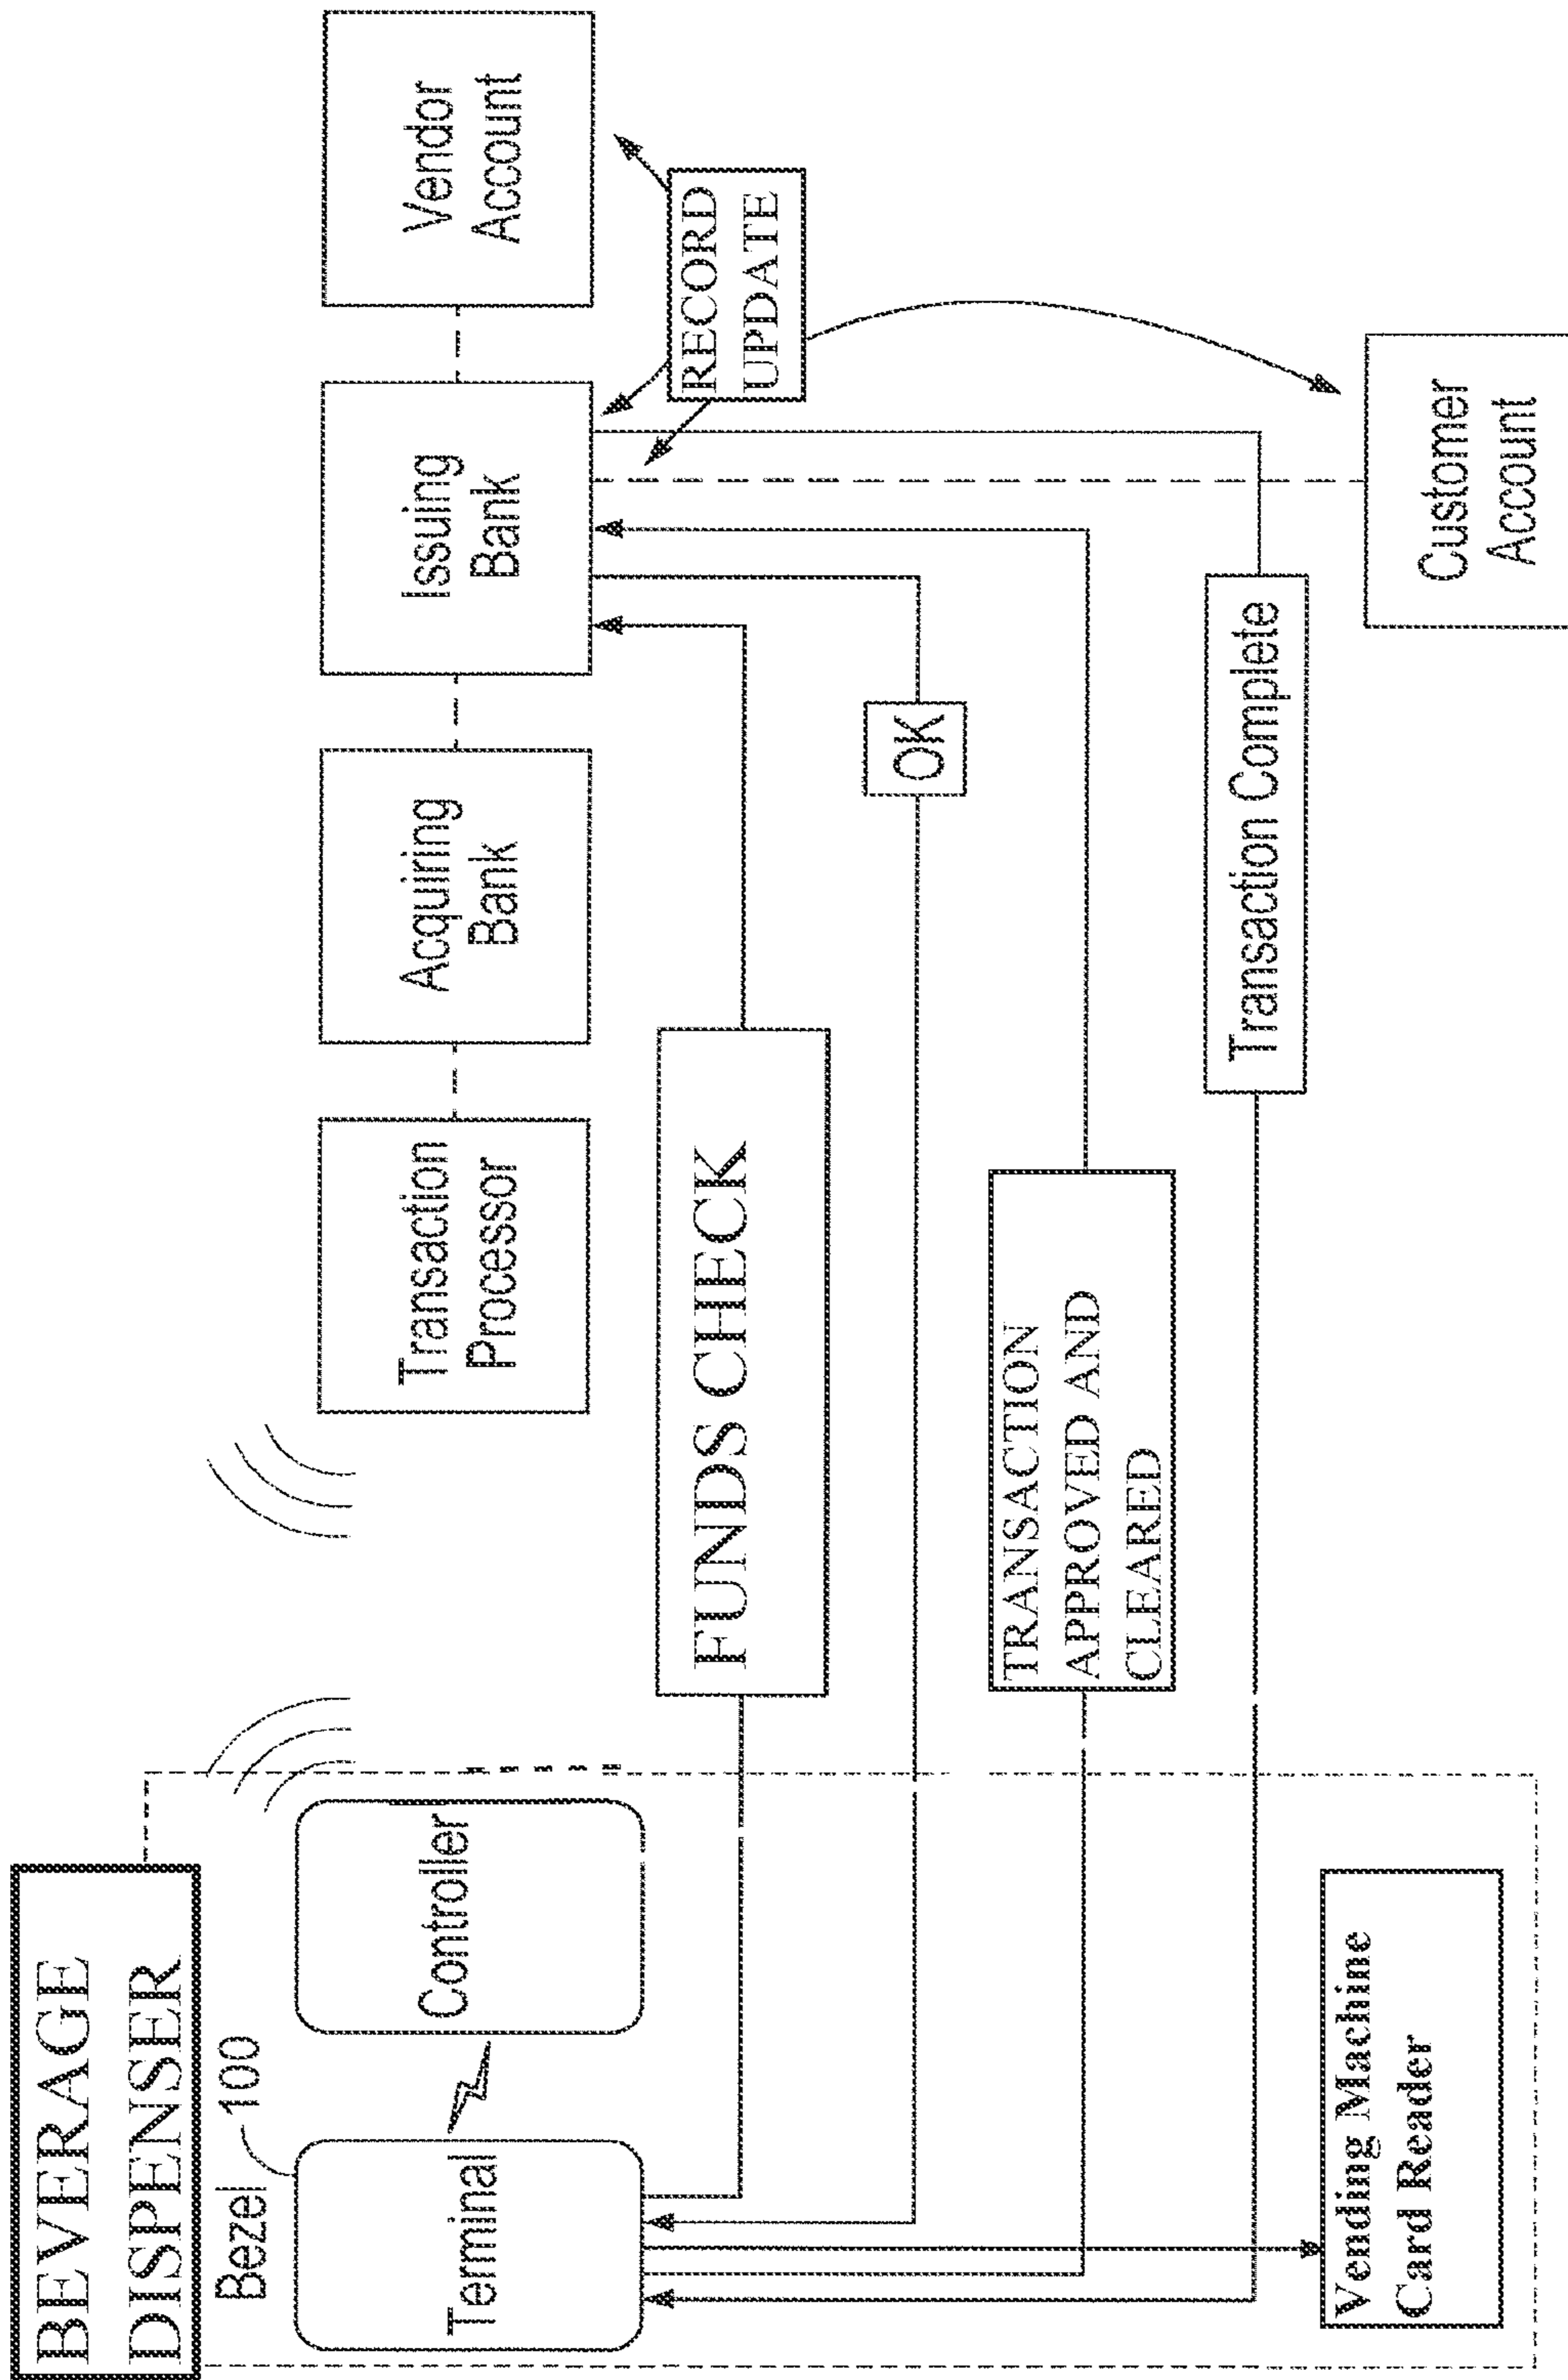 BEVERAGE
DISPENSER
Bezel
100
Terminal
Controller
Transaction
Processor
Acquiring
Bank
Issuing
Bank
Vendor
Account
RECORD
UPDATE
FUNDS CHECK
OK
TRANSACTION
APPROVED AND
CLEARED
Transaction Complete
Vending Machine
Card Reader
Customer
Account